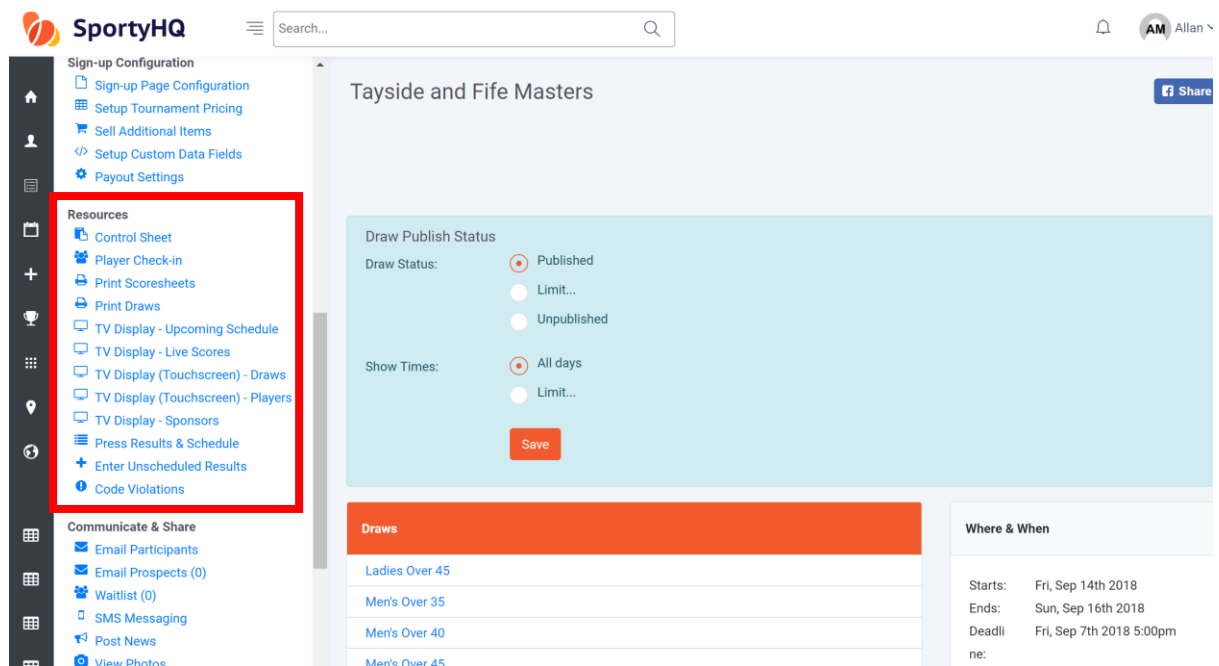 SportyHQ
Search...
AM Allan
Sign-up Configuration
Sign-up Page Configuration
Setup Tournament Pricing
Sell Additional Items
Setup Custom Data Fields
Payout Settings
Resources
Control Sheet
Player Check-in
Print Scoresheets
Print Draws
TV Display - Upcoming Schedule
TV Display - Live Scores
TV Display (Touchscreen) - Draws
TV Display (Touchscreen) - Players
TV Display - Sponsors
Press Results & Schedule
Enter Unscheduled Results
Code Violations
Communicate & Share
Email Participants
Email Prospects (0)
Waitlist (0)
SMS Messaging
Post News
View Photos
Tayside and Fife Masters
Share
Draw Publish Status
Draw Status:
Published
Limit...
Unpublished
Show Times:
All days
Limit...
Save
Draws
Ladies Over 45
Men's Over 35
Men's Over 40
Men's Over 45
Where & When
Starts: Fri, Sep 14th 2018
Ends: Sun, Sep 16th 2018
Deadli Fri, Sep 7th 2018 5:00pm
ne: